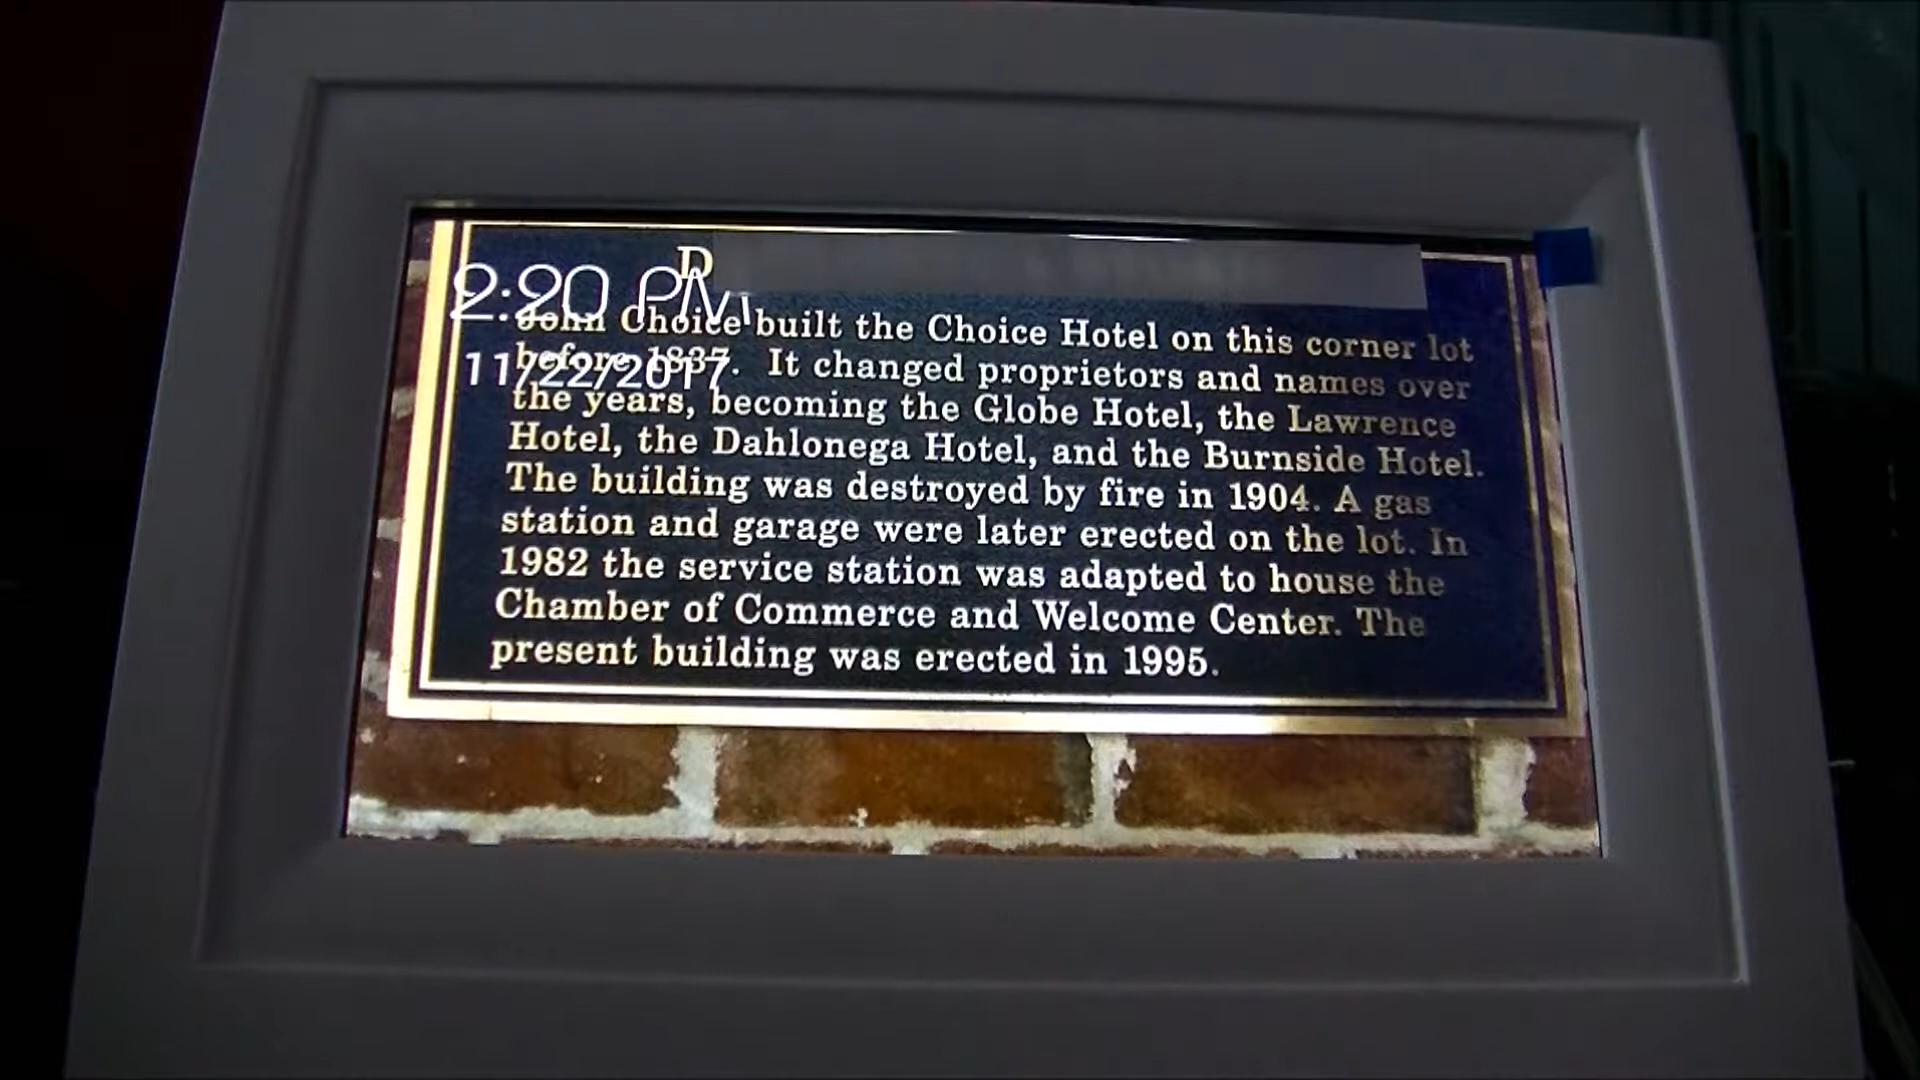 D
2:20 PM
John Choice built the Choice Hotel on this corner lot
11/22/2017
before 1837. It changed proprietors and names over
the years, becoming the Globe Hotel, the Lawrence
Hotel, the Dahlonega Hotel, and the Burnside Hotel.
The building was destroyed by fire in 1904. A gas
station and garage were later erected on the lot. In
1982 the service station was adapted to house the
Chamber of Commerce and Welcome Center. The
present building was erected in 1995.